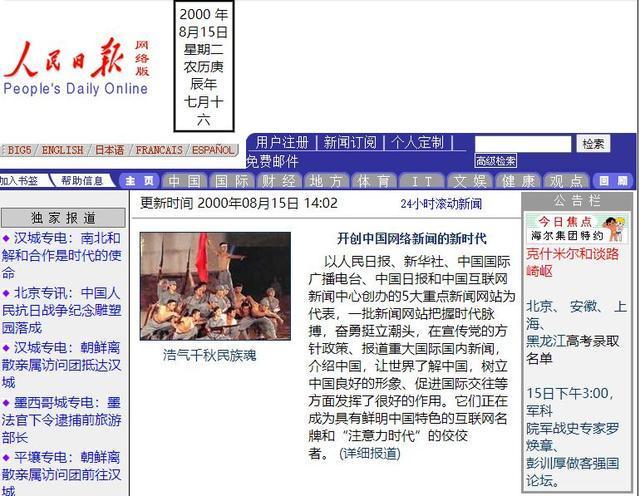 人民日报 网络版
People's Daily Online
2000 年
8月15日
星期二
农历庚
辰年
七月十
六
BIG5 / ENGLISH / 日本语 / FRANCAIS / ESPAÑOL
用户注册 | 新闻订阅 | 个人定制 |
免费邮件
检索
高级检索
加入书签 帮助信息 主 页 中 国 国 际 财 经 地 方 体 育 I T 文 娱 健 康 观 点 回 顾
独 家 报 道
◆ 汉城专电：南北和
解和合作是时代的使
命
◆ 北京专讯：中国人
民抗日战争纪念雕塑
园落成
◆ 汉城专电：朝鲜离
散亲属访问团抵达汉
城
◆ 墨西哥城专电：墨
法官下令逮捕前旅游
部长
◆ 平壤专电：朝鲜离
散亲属访问团前往汉
城
更新时间 2000年08月15日 14:02 24小时滚动新闻
浩气千秋民族魂
开创中国网络新闻的新时代
以人民日报、新华社、中国国际
广播电台、中国日报和中国互联网
新闻中心创办的5大重点新闻网站为
代表，一批新闻网站把握时代脉
搏，奋勇挺立潮头，在宣传党的方
针政策、报道重大国际国内新闻，
介绍中国，让世界了解中国，树立
中国良好的形象、促进国际交往等
方面发挥了很好的作用。它们正在
成为具有鲜明中国特色的互联网名
牌和“注意力时代”的佼佼
者。 (详细报道)
公 告 栏
今日焦点
海尔集团特约
克什米尔和谈路
崎岖
北京、 安徽、 上
海、
黑龙江高考录取
名单
15日下午3:00，
军科
院军战史专家罗
焕章、
彭训厚做客强国
论坛。